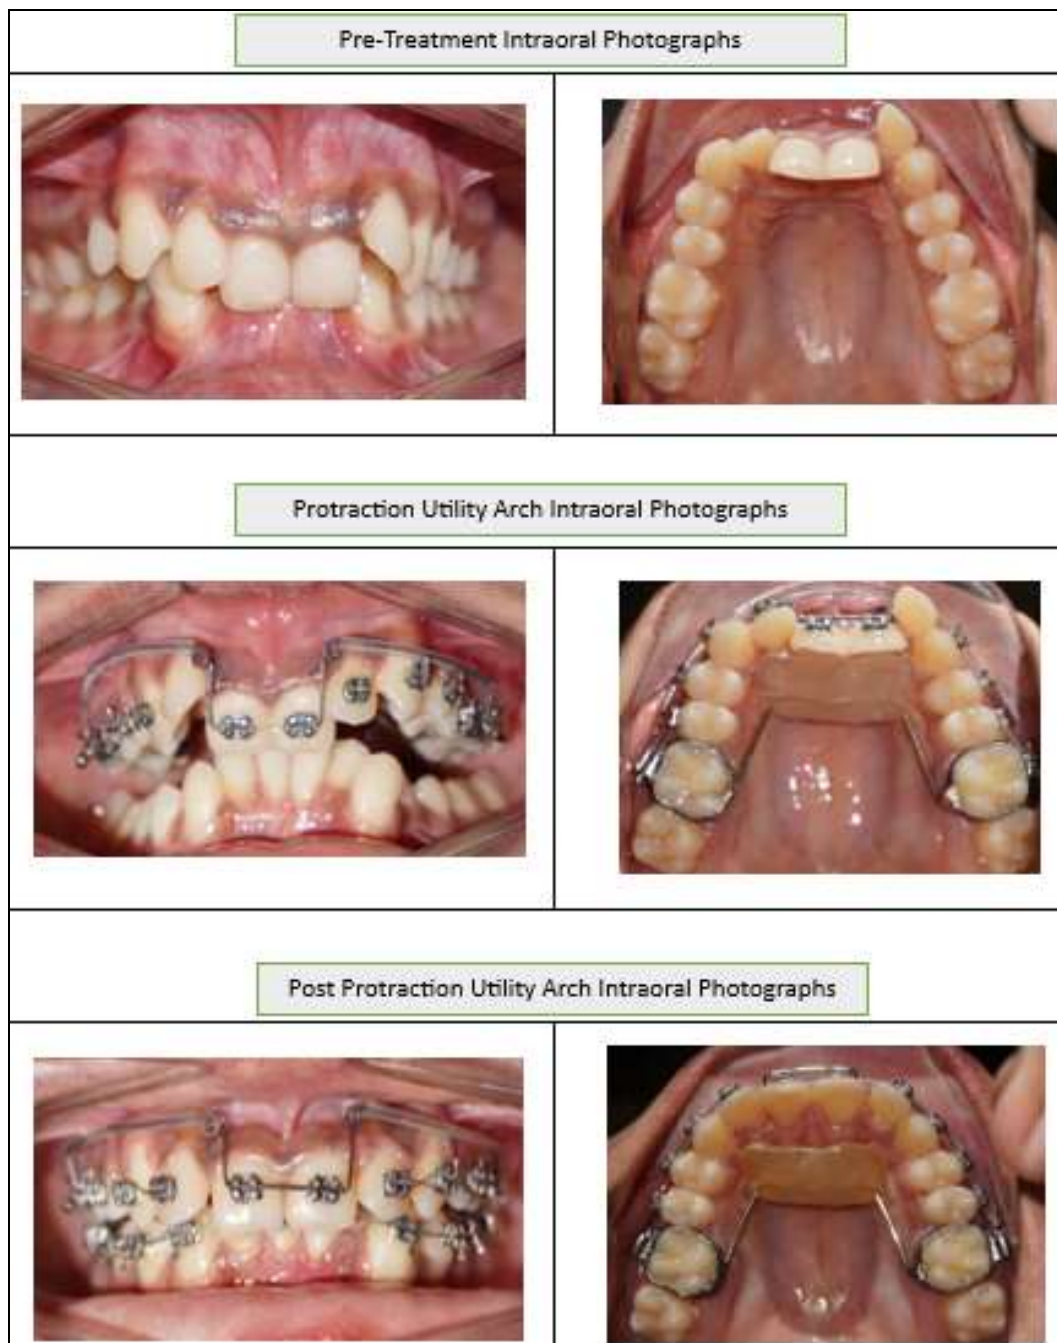 Pre-Treatment Intraoral Photographs
Protraction Utility Arch Intraoral Photographs
Post Protraction Utility Arch Intraoral Photographs